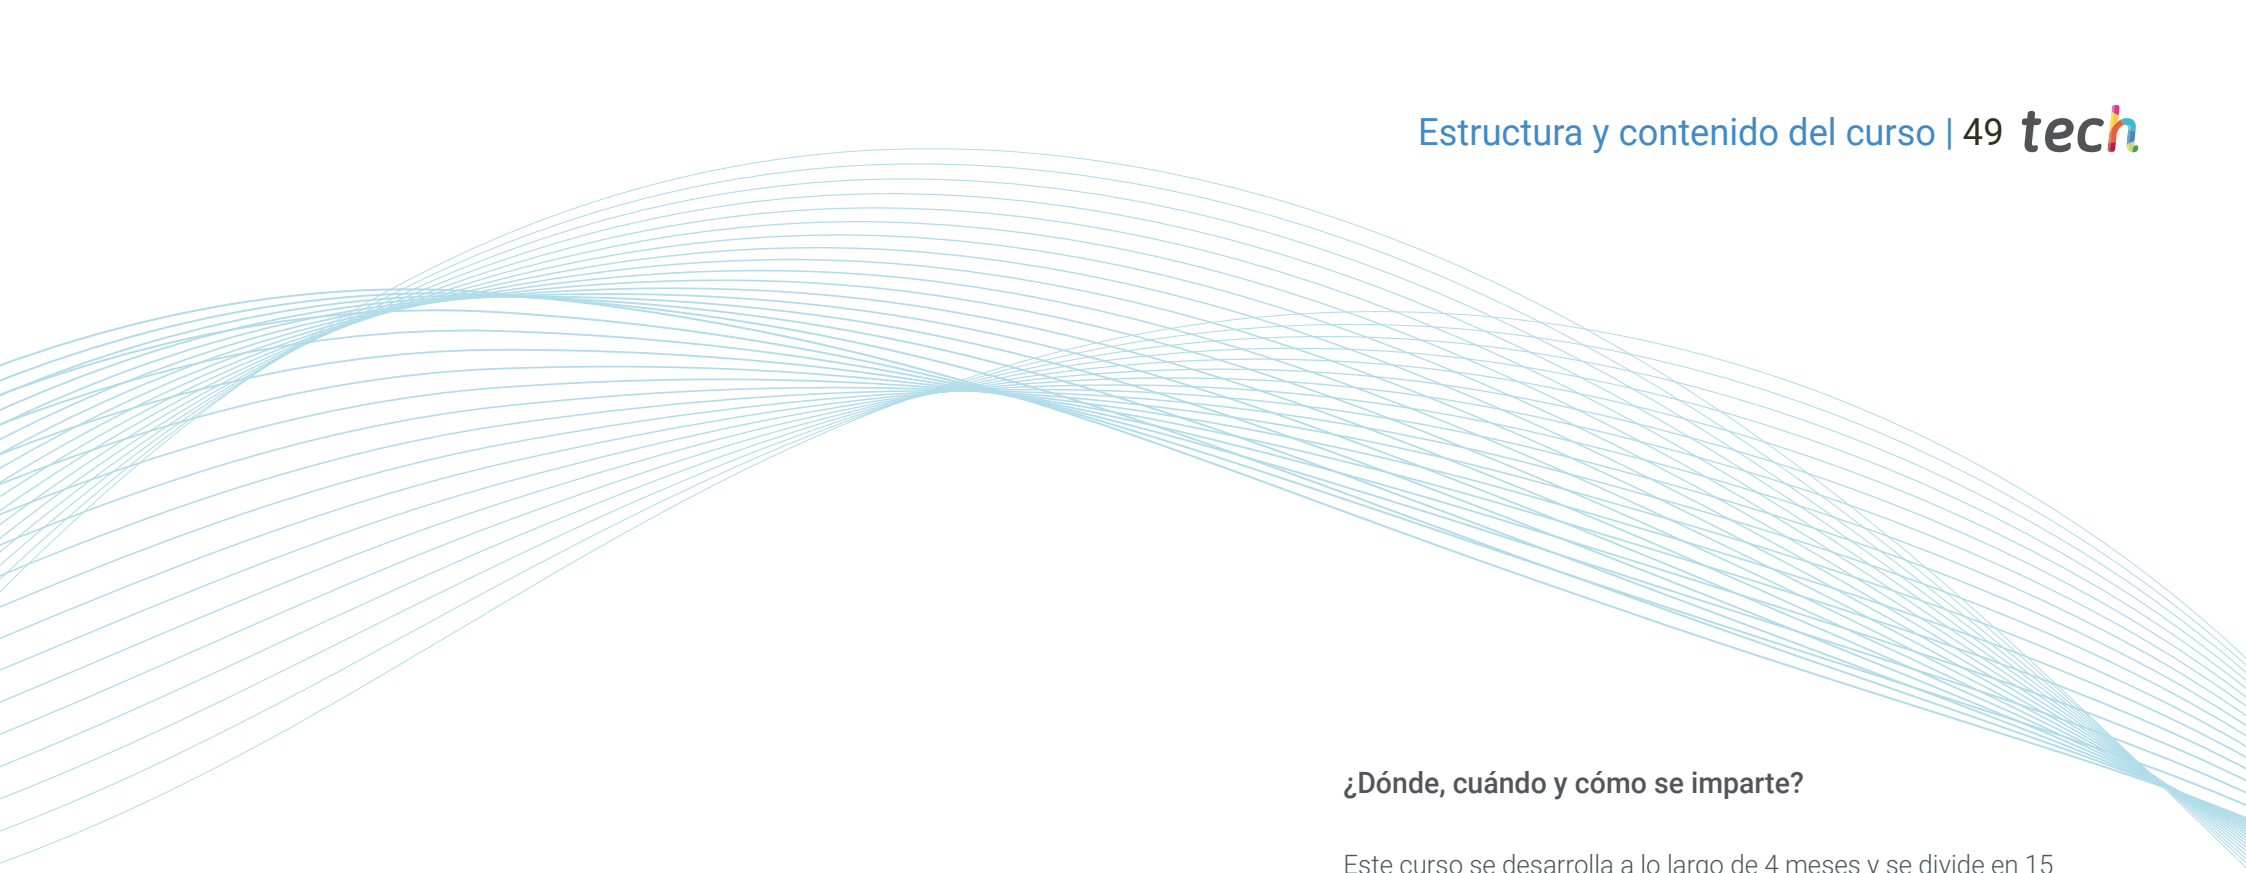 Estructura y contenido del curso | 49 tech
¿Dónde, cuándo y cómo se imparte?
Este curso se desarrolla a lo largo de 4 meses y se divide en 15